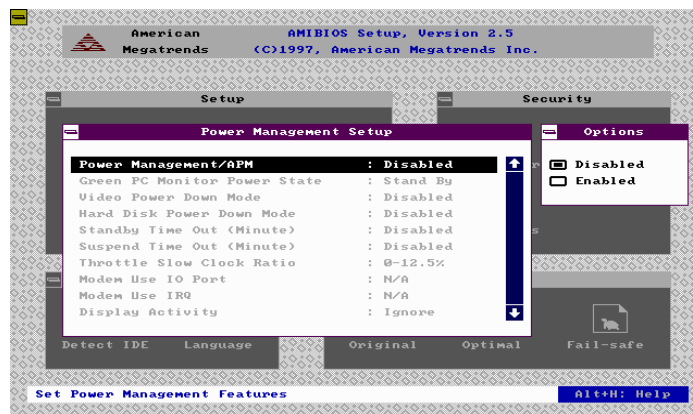 American
Megatrends
AMIBIOS Setup, Version 2.5
(C)1997, American Megatrends Inc.
Setup
Security
Power Management Setup
Power Management/APM : Disabled
Green PC Monitor Power State : Stand By
Video Power Down Mode : Disabled
Hard Disk Power Down Mode : Disabled
Standby Time Out (Minute) : Disabled
Suspend Time Out (Minute) : Disabled
Throttle Slow Clock Ratio : 0-12.5%
Modem Use IO Port : N/A
Modem Use IRQ : N/A
Display Activity : Ignore
Options
Disabled
Enabled
Detect IDE
Language
Original
Optimal
Fail-safe
Set Power Management Features
Alt+H: Help